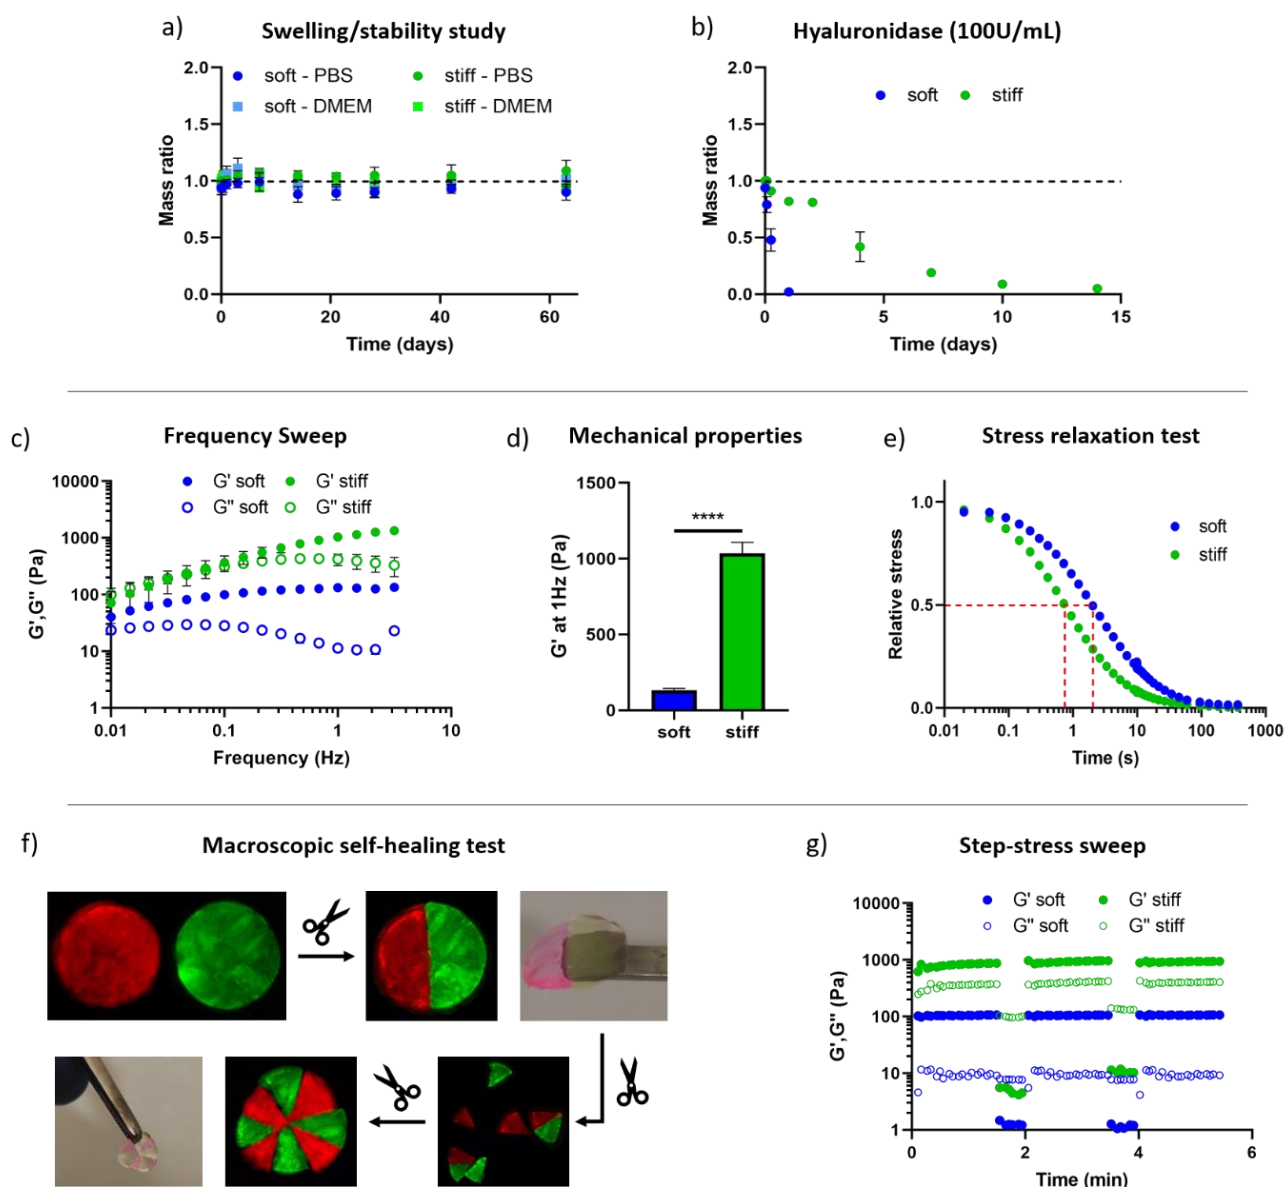 a) Swelling/stability study
soft - PBS stiff - PBS
soft - DMEM stiff - DMEM
Mass ratio
2.0
1.5
1.0
0.5
0.0
0 20 40 60
Time (days)
b) Hyaluronidase (100U/mL)
soft stiff
Mass ratio
2.0
1.5
1.0
0.5
0.0
0 5 10 15
Time (days)
c) Frequency Sweep
G' soft G' stiff
G'' soft G'' stiff
G',G'' (Pa)
10000
1000
100
10
1
0.01 0.1 1 10
Frequency (Hz)
d) Mechanical properties
G' at 1Hz (Pa)
1500
1000
500
0
****
soft stiff
e) Stress relaxation test
soft
stiff
Relative stress
1.0
0.5
0.0
0.01 0.1 1 10 100 1000
Time (s)
f) Macroscopic self-healing test
g) Step-stress sweep
G' soft G' stiff
G'' soft G'' stiff
G',G'' (Pa)
10000
1000
100
10
1
0 2 4 6
Time (min)